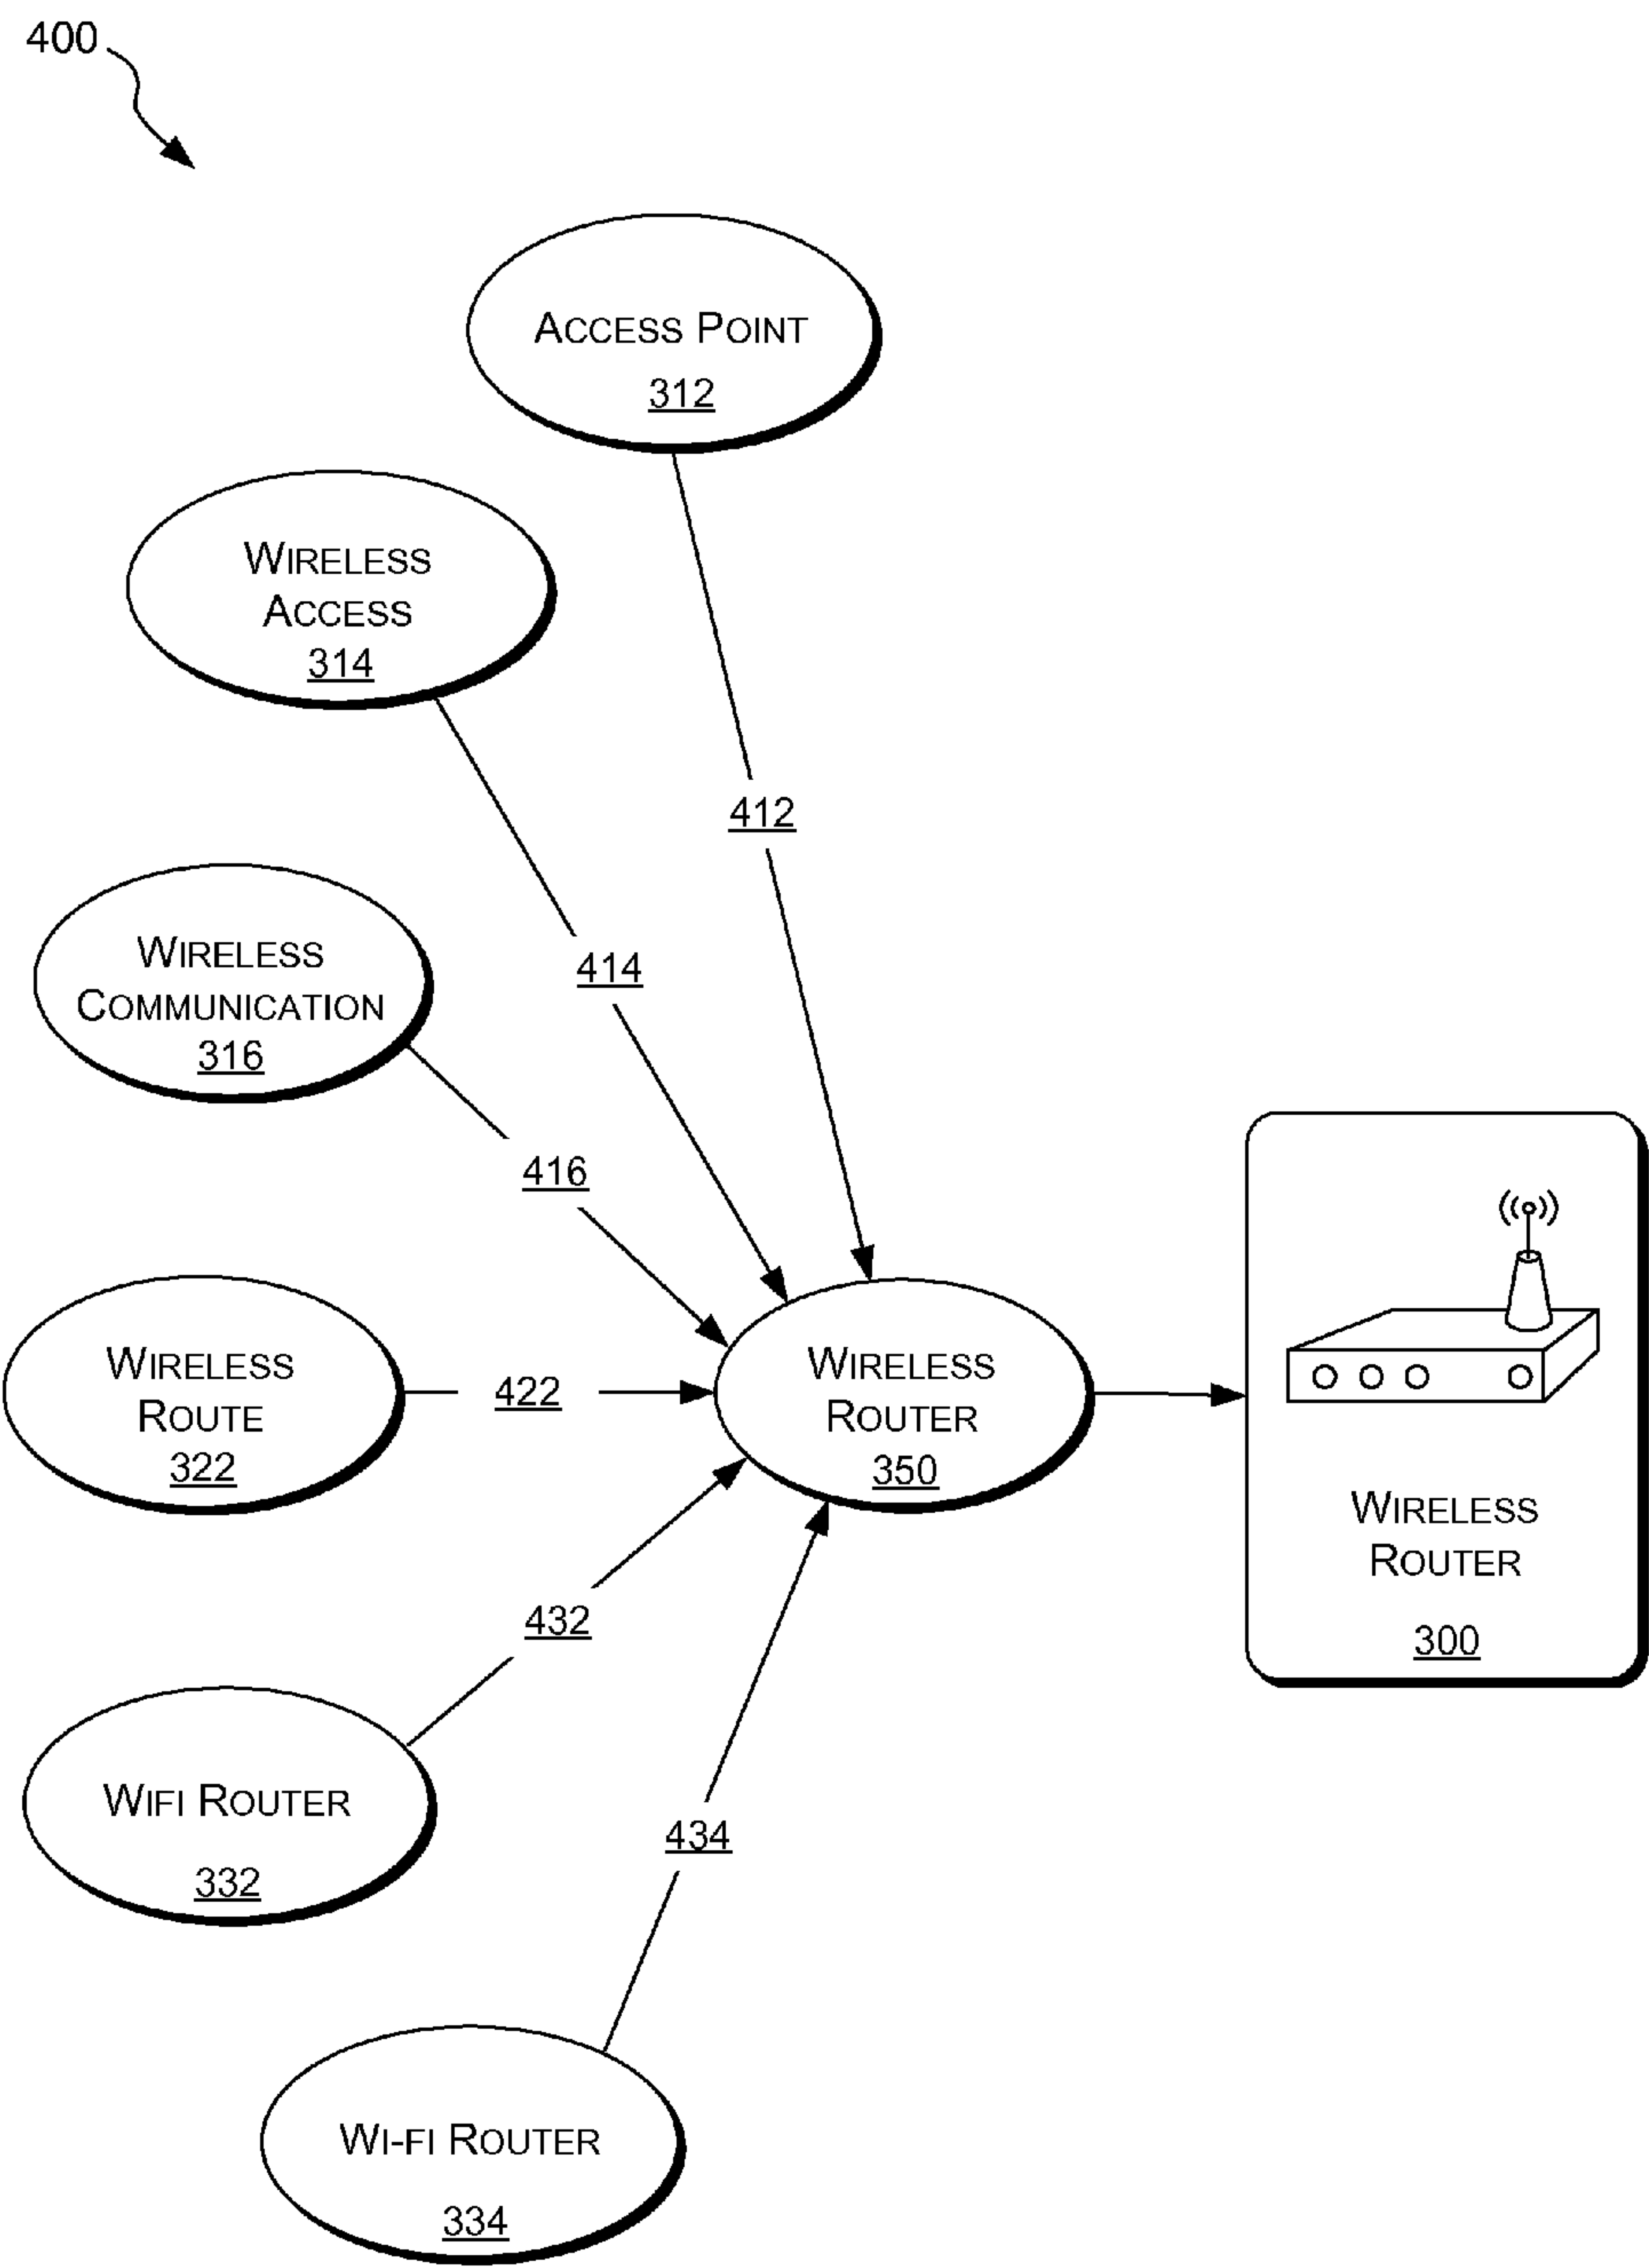 400
ACCESS POINT
312
WIRELESS
ACCESS
314
412
WIRELESS
COMMUNICATION
316
414
416
WIRELESS
ROUTE
322
422
WIRELESS
ROUTER
350
WIRELESS
ROUTER
300
432
WIFI ROUTER
332
434
WI-FI ROUTER
334